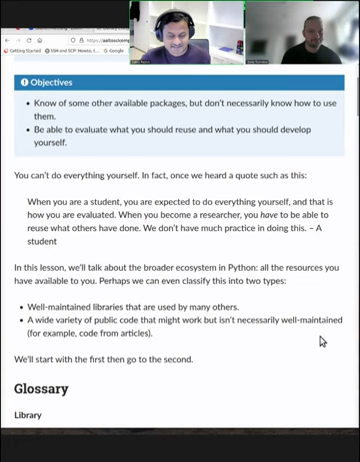 https://aaltoscicomp
Getting Started
SSH and SCP: Howto, t...
Google
Objectives
• Know of some other available packages, but don't necessarily know how to use
them.
• Be able to evaluate what you should reuse and what you should develop
yourself.
You can't do everything yourself. In fact, once we heard a quote such as this:
When you are a student, you are expected to do everything yourself, and that is
how you are evaluated. When you become a researcher, you have to be able to
reuse what others have done. We don't have much practice in doing this. – A
student
In this lesson, we'll talk about the broader ecosystem in Python: all the resources you
have available to you. Perhaps we can even classify this into two types:
• Well-maintained libraries that are used by many others.
• A wide variety of public code that might work but isn't necessarily well-maintained
(for example, code from articles).
We'll start with the first then go to the second.
Glossary
Library